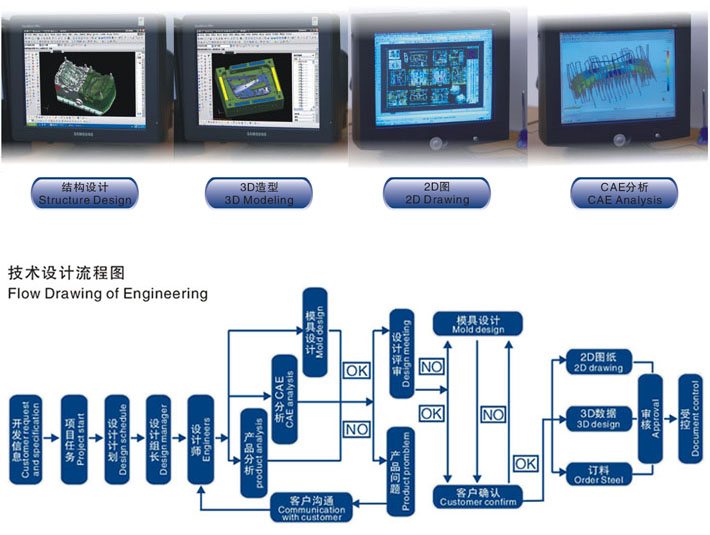 SAMSUNG
SAMSUNG
结构设计
Structure Design
3D造型
3D Modeling
2D图
2D Drawing
CAE分析
CAE Analysis
技术设计流程图
Flow Drawing of Engineering
开发信息
Customer request
and specification
项目任务
Project start
设计计划
Design schedule
设计组长
Design manager
设计师
Engineers
模具设计
Mold design
CAE分析
CAE analysis
产品分析
product analysis
OK
NO
设计评审
Design meeting
产品问题
Product promblem
客户沟通
Communication
with customer
NO
OK
模具设计
Mold design
NO
OK
客户确认
Customer confirm
2D图纸
2D drawing
3D数据
3D design
订料
Order Steel
审核
Approval
受控
Document control